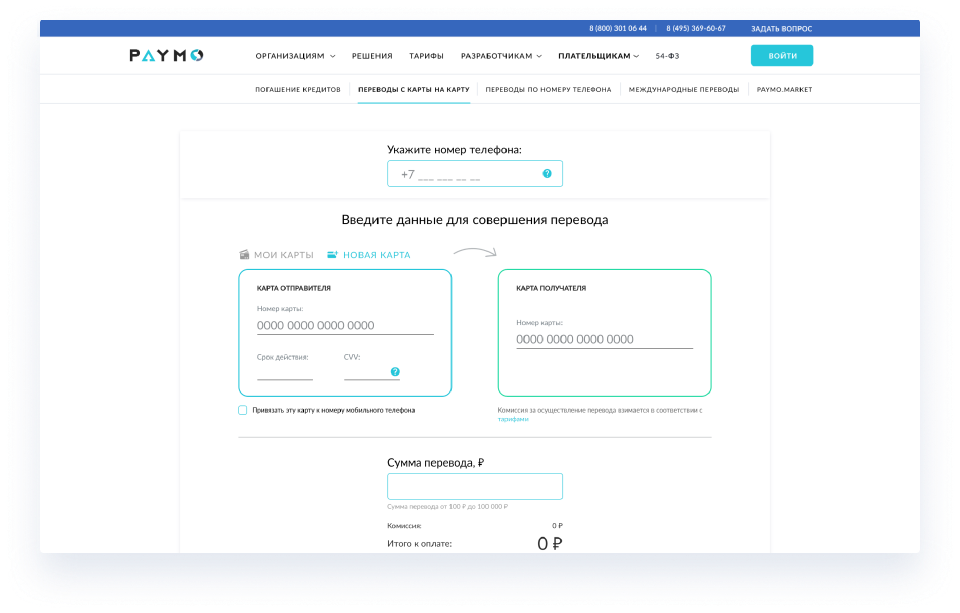 8 (800) 301 06 44 8 (495) 369-60-67 ЗАДАТЬ ВОПРОС
PAYMO ОРГАНИЗАЦИЯМ РЕШЕНИЯ ТАРИФЫ РАЗРАБОТЧИКАМ ПЛАТЕЛЬЩИКАМ 54-ФЗ ВОЙТИ
ПОГАШЕНИЕ КРЕДИТОВ ПЕРЕВОДЫ С КАРТЫ НА КАРТУ ПЕРЕВОДЫ ПО НОМЕРУ ТЕЛЕФОНА МЕЖДУНАРОДНЫЕ ПЕРЕВОДЫ PAYMO.MARKET
Укажите номер телефона:
+7 ___ ___ __ __ ?
Введите данные для совершения перевода
МОИ КАРТЫ НОВАЯ КАРТА
КАРТА ОТПРАВИТЕЛЯ
Номер карты:
0000 0000 0000 0000
Срок действия: CVV:
?
КАРТА ПОЛУЧАТЕЛЯ
Номер карты:
0000 0000 0000 0000
Привязать эту карту к номеру мобильного телефона
Комиссия за осуществление перевода взимается в соответствии с
тарифами
Сумма перевода, ₽
Сумма перевода от 100 ₽ до 100 000 ₽
Комиссия: 0 ₽
Итого к оплате: 0 ₽